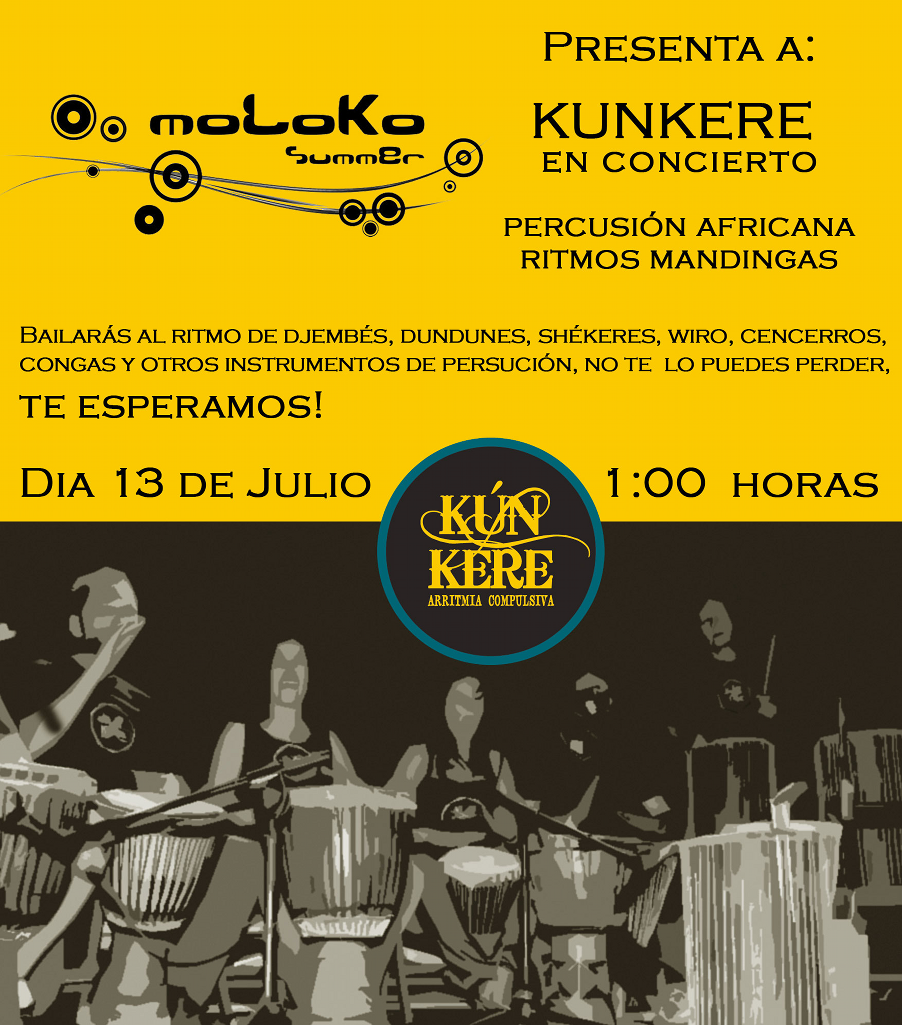 moLoKo
summer
PRESENTA A:
KUNKERE
EN CONCIERTO
PERCUSIÓN AFRICANA
RITMOS MANDINGAS
BAILARÁS AL RITMO DE DJEMBÉS, DUNDUNES, SHÉKERES, WIRO, CENCERROS,
CONGAS Y OTROS INSTRUMENTOS DE PERSUCIÓN, NO TE LO PUEDES PERDER,
TE ESPERAMOS!
DIA 13 DE JULIO 1:00 HORAS
KÚN
KÉRE
ARRITMIA COMPULSIVA